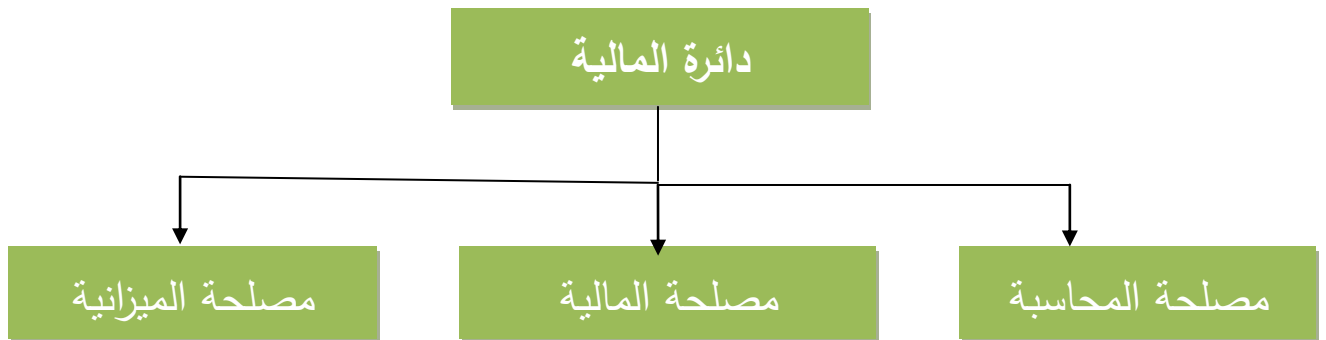 دائرة المالية
مصلحة المحاسبة
مصلحة المالية
مصلحة الميزانية